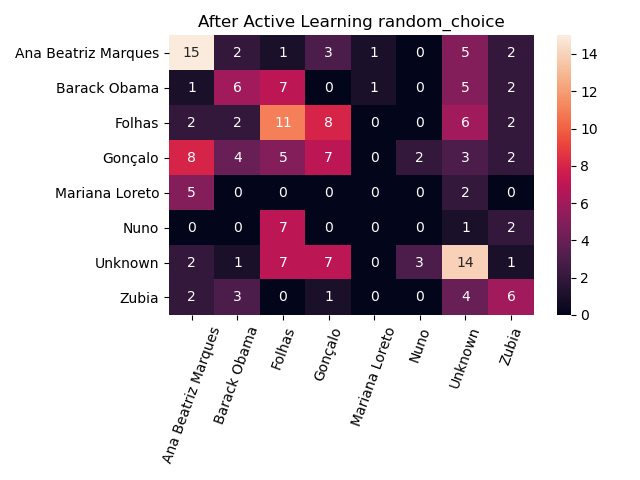 After Active Learning random_choice
Ana Beatriz Marques 15 2 1 3 1 0 5 2
Barack Obama 1 6 7 0 1 0 5 2
Folhas 2 2 11 8 0 0 6 2
Gonçalo 8 4 5 7 0 2 3 2
Mariana Loreto 5 0 0 0 0 0 2 0
Nuno 0 0 7 0 0 0 1 2
Unknown 2 1 7 7 0 3 14 1
Zubia 2 3 0 1 0 0 4 6
Ana Beatriz Marques
Barack Obama
Folhas
Gonçalo
Mariana Loreto
Nuno
Unknown
Zubia
14
12
10
8
6
4
2
0